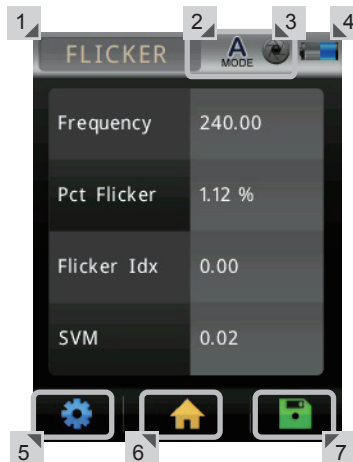 1 2 3 4
FLICKER A MODE
Frequency 240.00
Pct Flicker 1.12 %
Flicker Idx 0.00
SVM 0.02
5 6 7